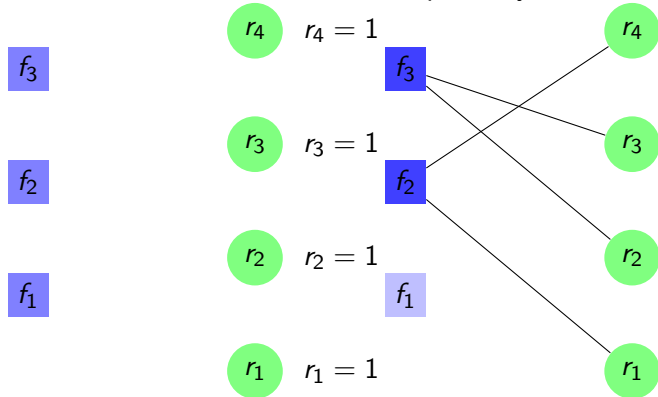 r4 r4 = 1 r4
f3 f3
r3 r3 = 1 r3
f2 f2
r2 r2 = 1 r2
f1 f1
r1 r1 = 1 r1